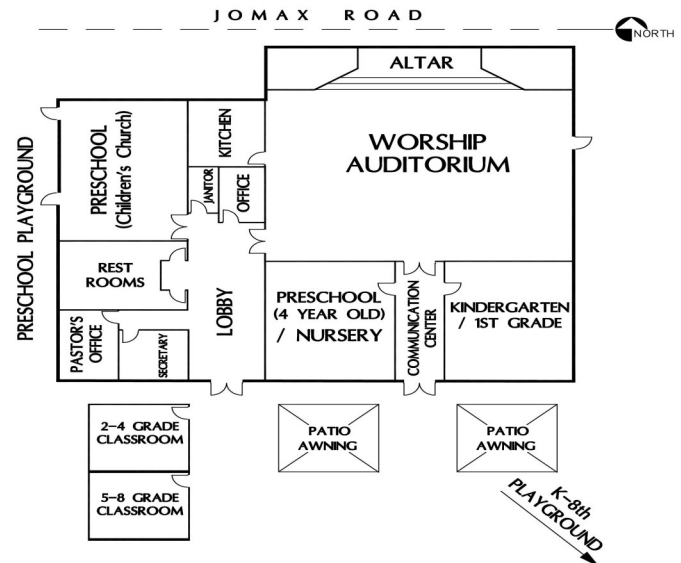 JOMAX ROAD
NORTH
ALTAR
WORSHIP
AUDITORIUM
KITCHEN
PRESCHOOL
(Children's Church)
PRESCHOOL PLAYGROUND
JANITOR
OFFICE
REST
ROOMS
LOBBY
PRESCHOOL
(4 YEAR OLD)
/ NURSERY
COMMUNICATION
CENTER
KINDERGARTEN
/ 1ST GRADE
PASTOR'S
OFFICE
SECRETARY
2-4 GRADE
CLASSROOM
PATIO
AWNING
PATIO
AWNING
5-8 GRADE
CLASSROOM
K-8th
PLAYGROUND